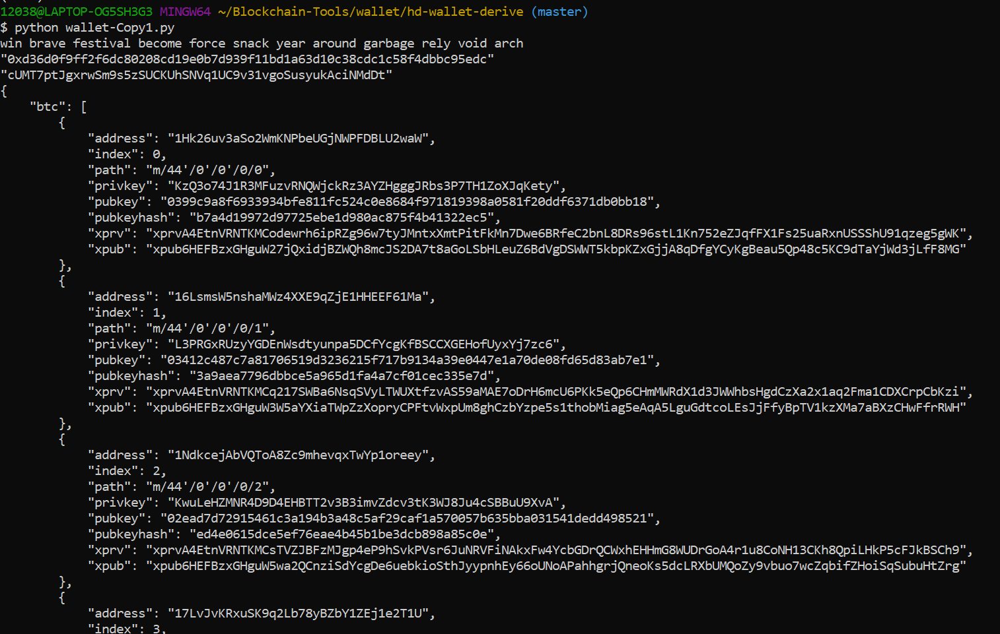 12038@LAPTOP-OG5SH3G3 MINGW64 ~/Blockchain-Tools/wallet/hd-wallet-derive (master)
$ python wallet-Copy1.py
win brave festival become force snack year around garbage rely void arch
"0xd36d0f9ff2f6dc80208cd19e0b7d939f11bd1a63d10c38cdc1c58f4dbbc95edc"
"cUMT7ptJgxrwSm9s5zSUCKUhSNVq1UC9v31vgoSusyukAciNMdDt"
{
"btc": [
{
"address": "1Hk26uv3aSo2WmKNPbeUGjNWPFDBLU2waW",
"index": 0,
"path": "m/44'/0'/0'/0/0",
"privkey": "KzQ3o74J1R3MFuzvRNQWjckRz3AYZHgggJRbs3P7TH1ZoXJqKety",
"pubkey": "0399c9a8f6933934bfe811fc524c0e8684f971819398a0581f20ddf6371db0bb18",
"pubkeyhash": "b7a4d19972d97725ebe1d980ac875f4b41322ec5",
"xprv": "xprvA4EtnVRNTKMCodewrh6ipRZg96w7tyJMntxXmtPitFkMn7Dwe6BRfeC2bnL8DRs96stL1Kn752eZJqfFX1Fs25uaRxnUSSShU91qzeg5gWK",
"xpub": "xpub6HEFBzxGHguW27jQxidjBZWQh8mcJS2DA7t8aGoLSbHLeuZ6BdVgDSWWT5kbpKZxGjjA8qDfgYCyKgBeau5Qp48c5KC9dTaYjWd3jLfF8MG"
},
{
"address": "16LsmsW5nshaMWz4XXE9qZjE1HHEEF61Ma",
"index": 1,
"path": "m/44'/0'/0'/0/1",
"privkey": "L3PRGxRUzyYGDEnWsdtyunpa5DCfYcgKfBSCCXGEHofUyxYj7zc6",
"pubkey": "03412c487c7a81706519d3236215f717b9134a39e0447e1a70de08fd65d83ab7e1",
"pubkeyhash": "3a9aea7796dbbce5a965d1fa4a7cf01cec335e7d",
"xprv": "xprvA4EtnVRNTKMCq217SWBa6NsqSVyLTWUXtfzvAS59aMAE7oDrH6mcU6PKk5eQp6CHmMWRdX1d3JWWhbsHgdCzXa2x1aq2Fma1CDXCrpCbKzi",
"xpub": "xpub6HEFBzxGHguW3W5aYXiaTWpZzXopryCPFtvWxpUm8ghCzbYzpe5s1thobMiag5eAqA5LguGdtcoLEsJjFfyBpTV1kzXMa7aBXzCHwFfrRWH"
},
{
"address": "1NdkcejAbVQToA8Zc9mhevqxTwYp1oreey",
"index": 2,
"path": "m/44'/0'/0'/0/2",
"privkey": "KwuLeHZMNR4D9D4EHBTT2v3B3imvZdcv3tK3WJ8Ju4cSBBuU9XvA",
"pubkey": "02ead7d72915461c3a194b3a48c5af29caf1a570057b635bba031541dedd498521",
"pubkeyhash": "ed4e0615dce5ef76eae4b45b1be3dcb898a85c0e",
"xprv": "xprvA4EtnVRNTKMCsTVZJBFzMJgp4eP9hSvkPVsr6JuNRVFiNAkxFw4YcbGDrQCWxhEHHmG8WUDrGoA4r1u8CoNH13CKh8QpiLHkP5cFJkBSCh9",
"xpub": "xpub6HEFBzxGHguW5wa2QCnziSdYcgDe6uebkioSthJyypnhEy66oUNoAPahhgrjQneoKs5dcLRXbUMQoZy9vbuo7wcZqbifZHoiSqSubuHtZrg"
},
{
"address": "17LvJvKRxuSK9q2Lb78yBZbY1ZEj1e2T1U",
"index": 3,